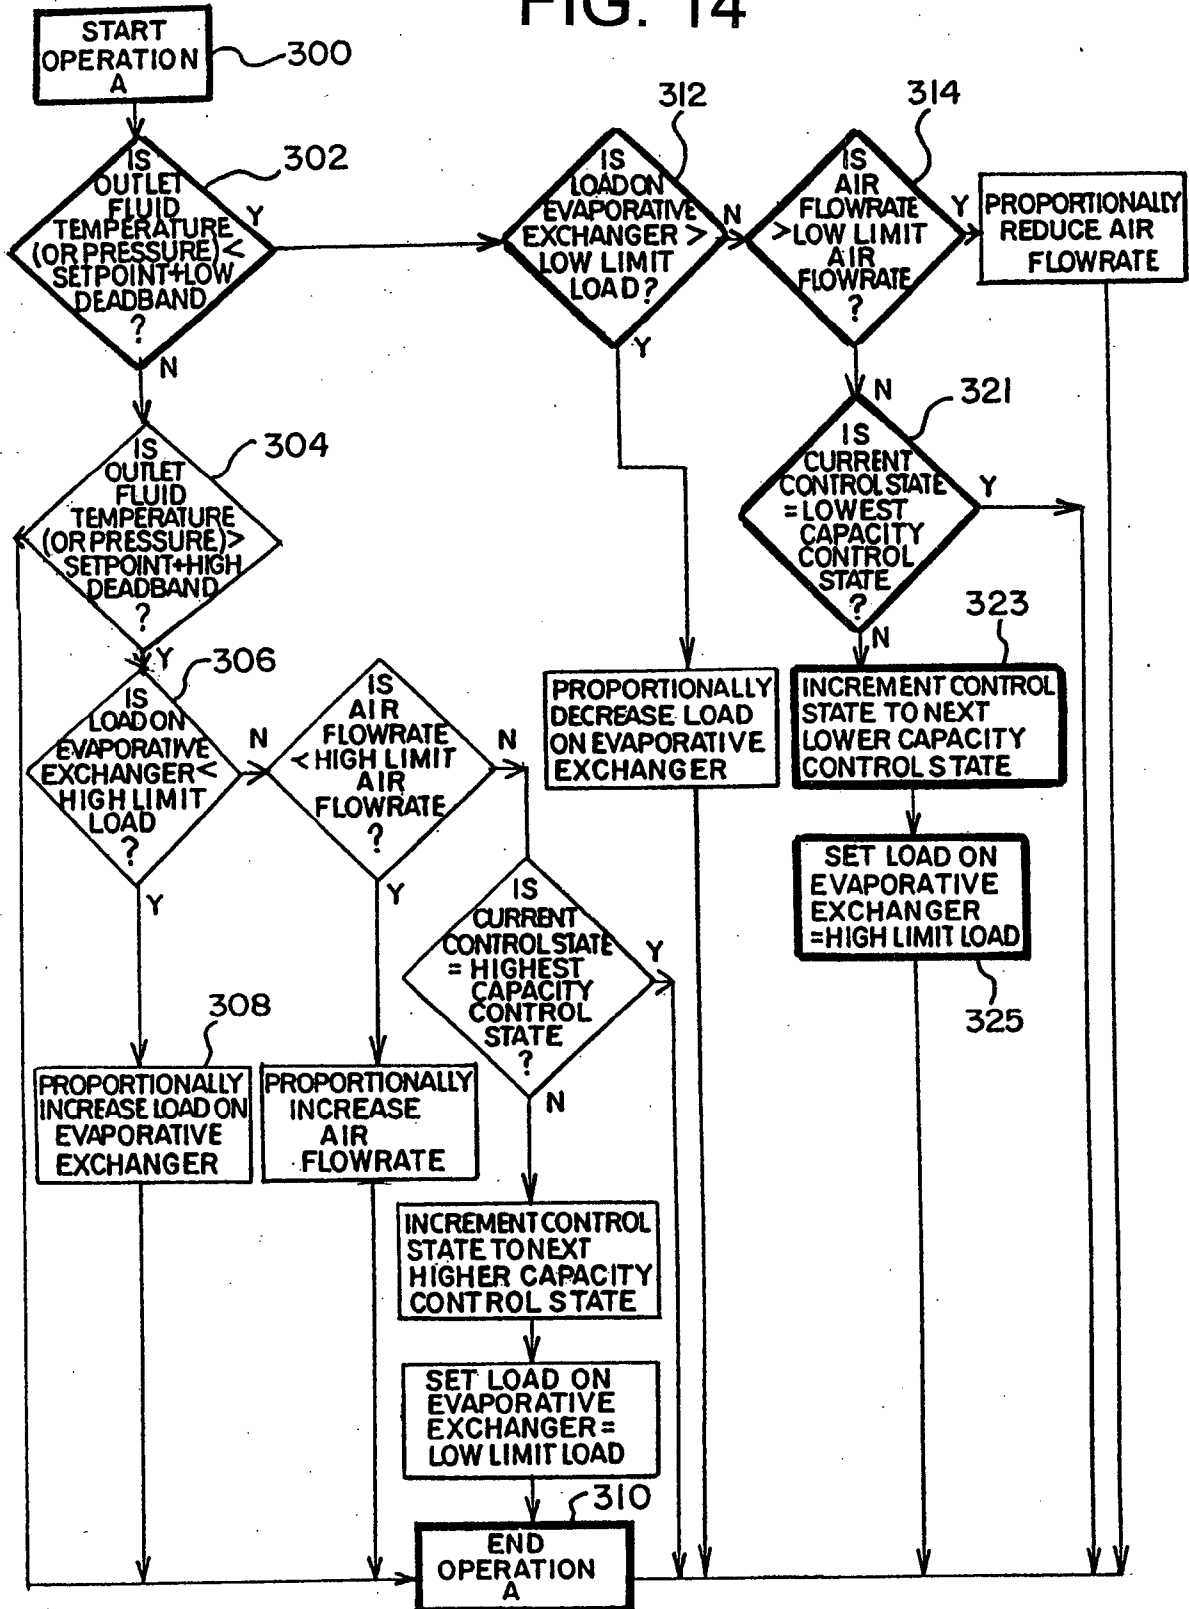 FIG. 14
START
OPERATION
A
300
IS
OUTLET
FLUID
TEMPERATURE
(OR PRESSURE) <
SETPOINT+LOW
DEADBAND
?
302
Y
N
IS
LOAD ON
EVAPORATIVE
EXCHANGER >
LOW LIMIT
LOAD?
312
N
Y
IS
AIR
FLOWRATE
>LOW LIMIT
AIR
FLOWRATE
?
314
Y
N
PROPORTIONALLY
REDUCE AIR
FLOWRATE
IS
OUTLET
FLUID
TEMPERATURE
(OR PRESSURE)>
SETPOINT+HIGH
DEADBAND
?
304
Y
IS
CURRENT
CONTROL STATE
= LOWEST
CAPACITY
CONTROL
STATE
?
321
Y
N
IS
LOAD ON
EVAPORATIVE
EXCHANGER <
HIGH LIMIT
LOAD
?
306
N
Y
IS
AIR
FLOWRATE
< HIGH LIMIT
AIR
FLOWRATE
?
N
Y
PROPORTIONALLY
DECREASE LOAD
ON EVAPORATIVE
EXCHANGER
323
INCREMENT CONTROL
STATE TO NEXT
LOWER CAPACITY
CONTROL STATE
SET LOAD ON
EVAPORATIVE
EXCHANGER
=HIGH LIMIT LOAD
325
IS
CURRENT
CONTROL STATE
= HIGHEST
CAPACITY
CONTROL
STATE
?
Y
N
308
PROPORTIONALLY
INCREASE LOAD ON
EVAPORATIVE
EXCHANGER
PROPORTIONALLY
INCREASE
AIR
FLOWRATE
INCREMENT CONTROL
STATE TO NEXT
HIGHER CAPACITY
CONTROL STATE
SET LOAD ON
EVAPORATIVE
EXCHANGER =
LOW LIMIT LOAD
310
END
OPERATION
A